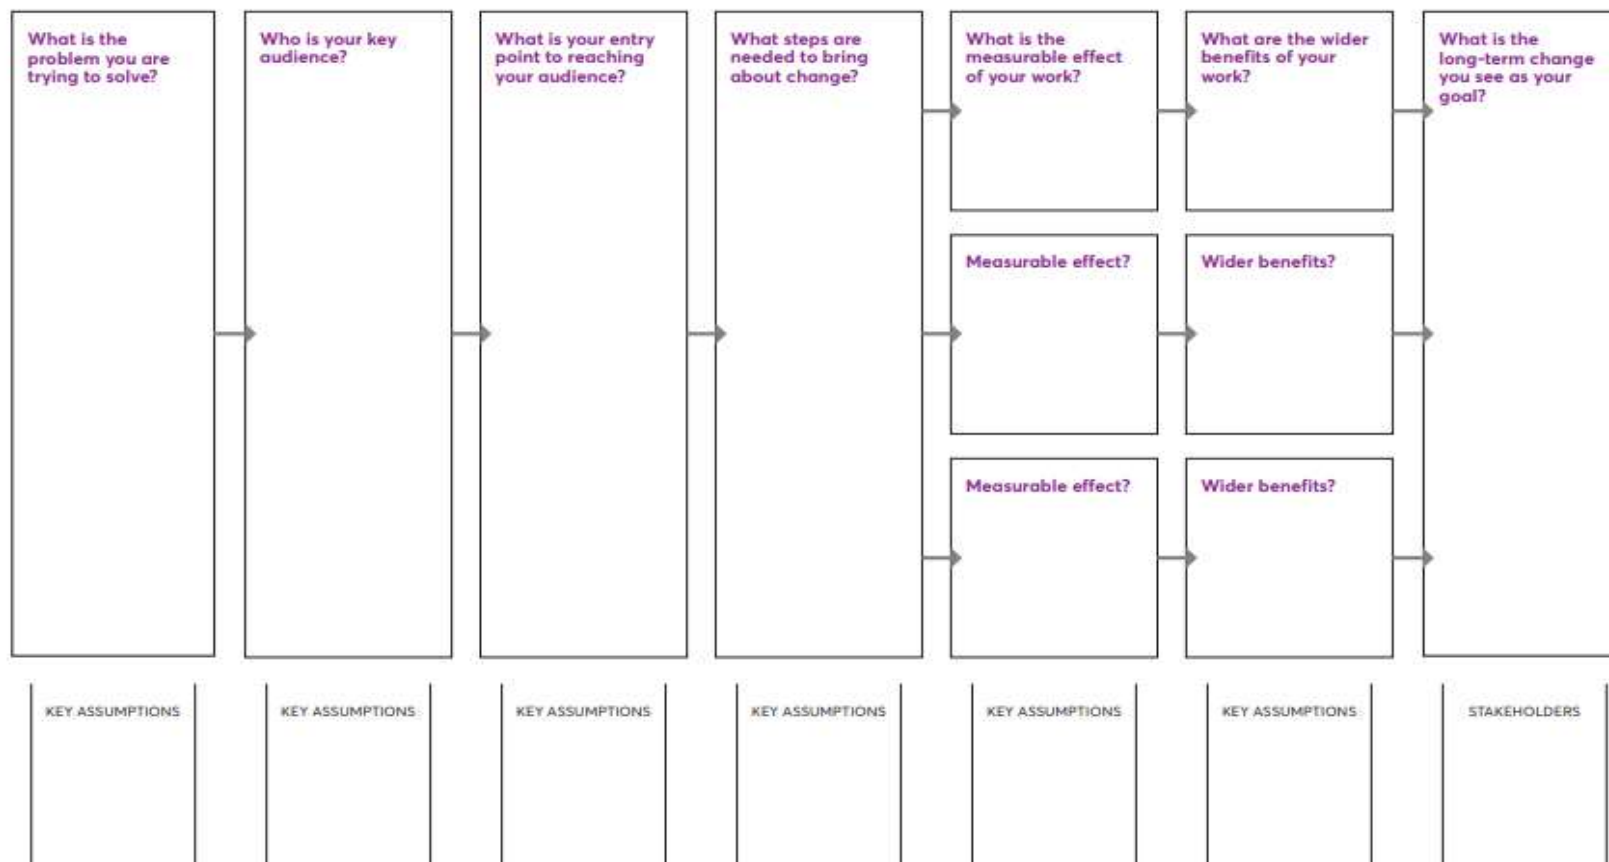 What is the
problem you are
trying to solve?
Who is your key
audience?
What is your entry
point to reaching
your audience?
What steps are
needed to bring
about change?
What is the
measurable effect
of your work?
What are the wider
benefits of your
work?
What is the
long-term change
you see as your
goal?
Measurable effect?
Wider benefits?
Measurable effect?
Wider benefits?
KEY ASSUMPTIONS
KEY ASSUMPTIONS
KEY ASSUMPTIONS
KEY ASSUMPTIONS
KEY ASSUMPTIONS
KEY ASSUMPTIONS
STAKEHOLDERS